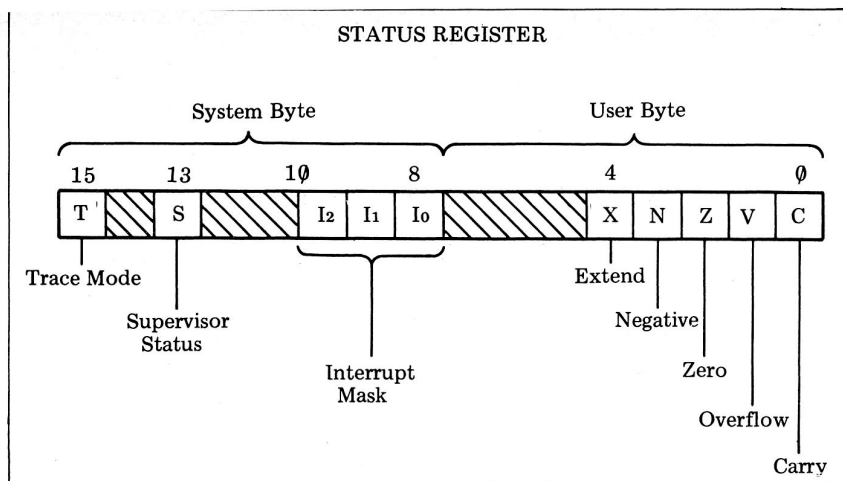 STATUS REGISTER
System Byte User Byte
15 13 10 8 4 0
T S I2 I1 I0 X N Z V C
Trace Mode
Supervisor
Status
Interrupt
Mask
Extend
Negative
Zero
Overflow
Carry